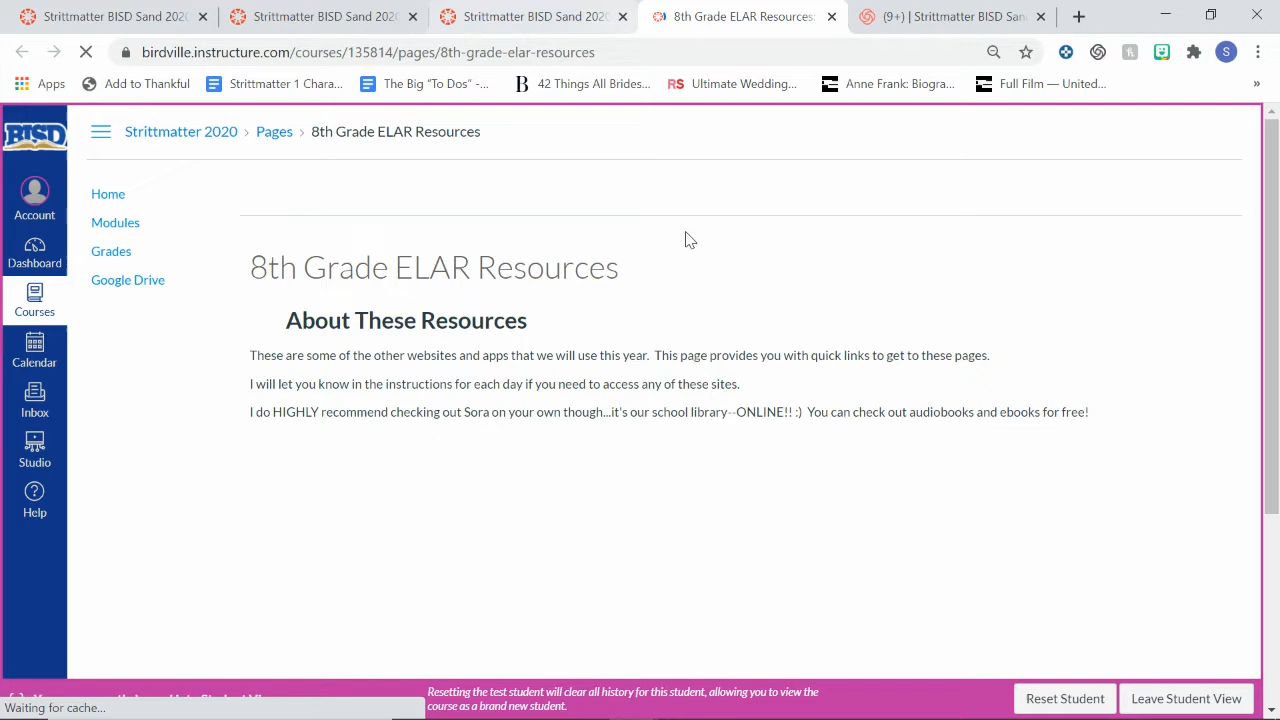 Strittmatter BISD Sand 202
Strittmatter BISD Sand 202
Strittmatter BISD Sand 202
8th Grade ELAR Resources:
(9+) | Strittmatter BISD San
birdville.instructure.com/courses/135814/pages/8th-grade-elar-resources
S
Apps
Add to Thankful
Strittmatter 1 Chara...
The Big "To Dos" -...
B 42 Things All Brides...
RS Ultimate Wedding...
Anne Frank: Biogra...
Full Film — United...
»
BISD
Strittmatter 2020 > Pages > 8th Grade ELAR Resources
Home
Modules
Grades
Google Drive
Account
Dashboard
Courses
Calendar
Inbox
Studio
Help
8th Grade ELAR Resources
About These Resources
These are some of the other websites and apps that we will use this year. This page provides you with quick links to get to these pages.
I will let you know in the instructions for each day if you need to access any of these sites.
I do HIGHLY recommend checking out Sora on your own though...it's our school library--ONLINE!! :) You can check out audiobooks and ebooks for free!
Waiting for cache...
Resetting the test student will clear all history for this student, allowing you to view the
course as a brand new student.
Reset Student
Leave Student View